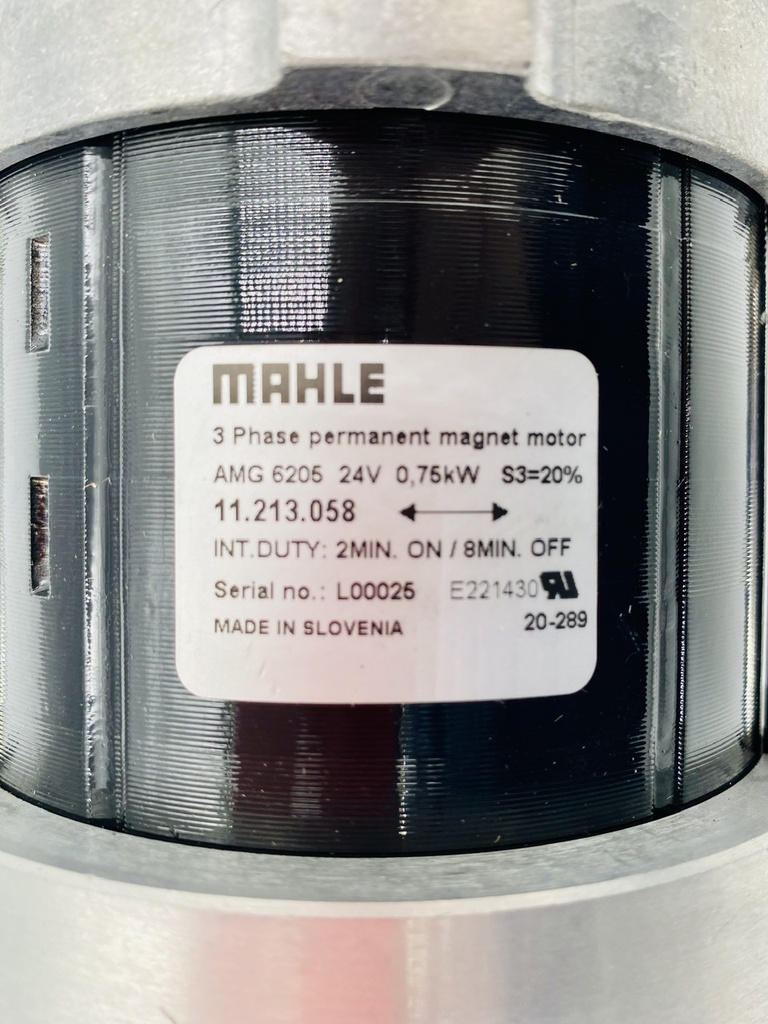 MAHLE
3 Phase permanent magnet motor
AMG 6205 24V 0,75kW S3=20%
11.213.058
INT.DUTY: 2MIN. ON / 8MIN. OFF
Serial no.: L00025 E221430 RU
MADE IN SLOVENIA 20-289